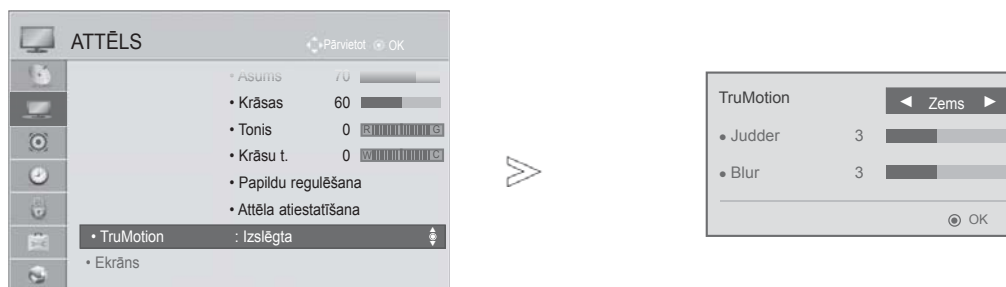 ATTĒLS
Pārvietot OK
• Asums 70
• Krāsas 60
• Tonis 0 R G
• Krāsu t. 0 W C
• Papildu regulēšana
• Attēla atiestatīšana
• TruMotion : Izslēgta
• Ekrāns
TruMotion ◄ Zems ►
• Judder 3
• Blur 3
OK